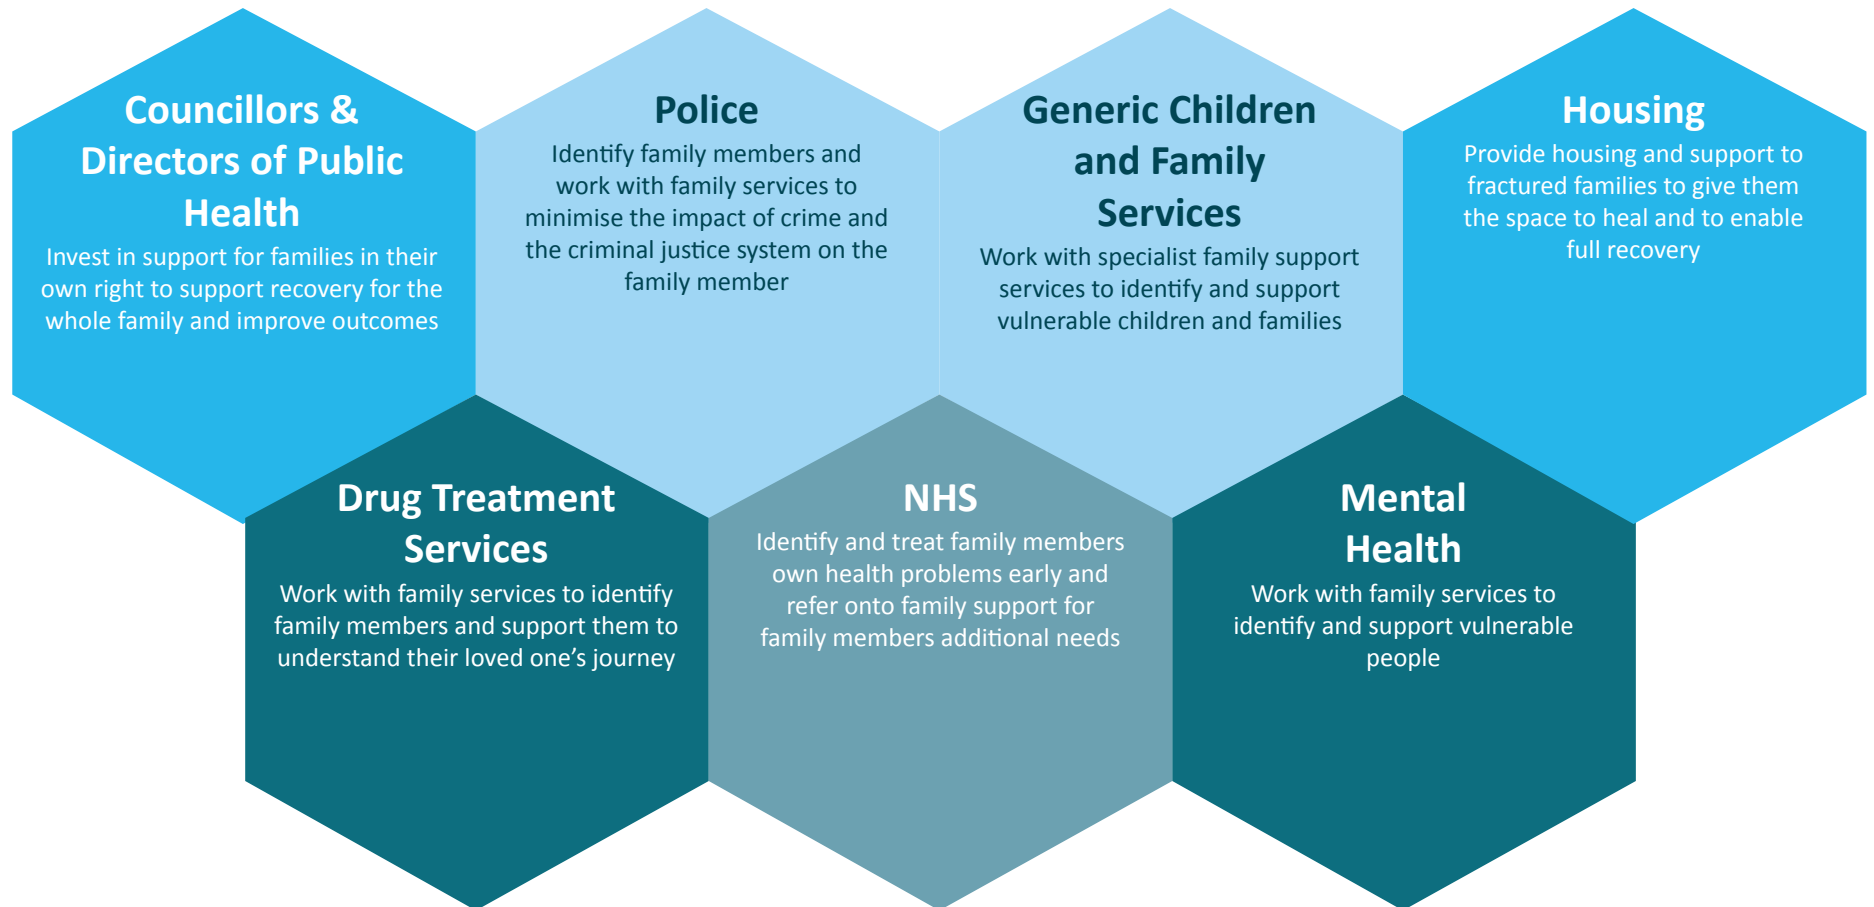 Councillors &
Directors of Public
Health
Invest in support for families in their
own right to support recovery for the
whole family and improve outcomes
Police
Identify family members and
work with family services to
minimise the impact of crime and
the criminal justice system on the
family member
Generic Children
and Family
Services
Work with specialist family support
services to identify and support
vulnerable children and families
Housing
Provide housing and support to
fractured families to give them
the space to heal and to enable
full recovery
Drug Treatment
Services
Work with family services to identify
family members and support them to
understand their loved one’s journey
NHS
Identify and treat family members
own health problems early and
refer onto family support for
family members additional needs
Mental
Health
Work with family services to
identify and support vulnerable
people